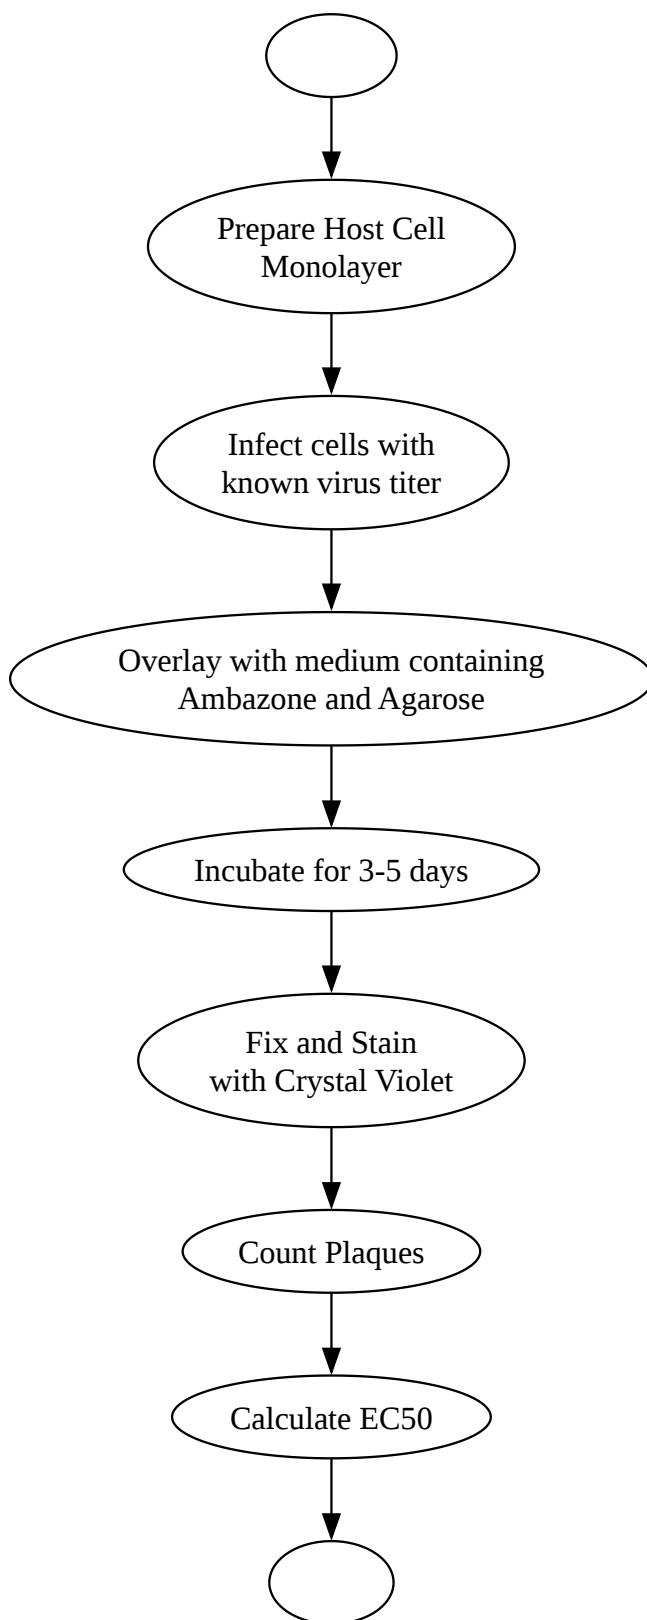 Prepare Host Cell
Monolayer
Infect cells with
known virus titer
Overlay with medium containing
Ambazone and Agarose
Incubate for 3-5 days
Fix and Stain
with Crystal Violet
Count Plaques
Calculate EC50